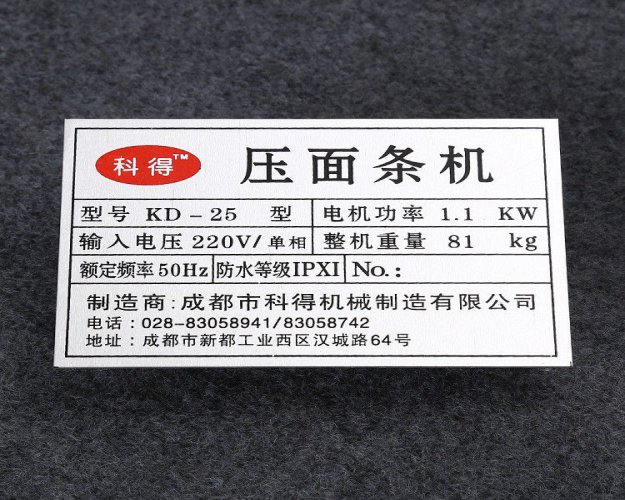 科得™ 压面条机
型号 KD-25 型 电机功率 1.1 KW
输入电压 220V/单相 整机重量 81 kg
额定频率50Hz 防水等级IPXI No.:
制造商:成都市科得机械制造有限公司
电话:028-83058941/83058742
地址:成都市新都工业西区汉城路64号